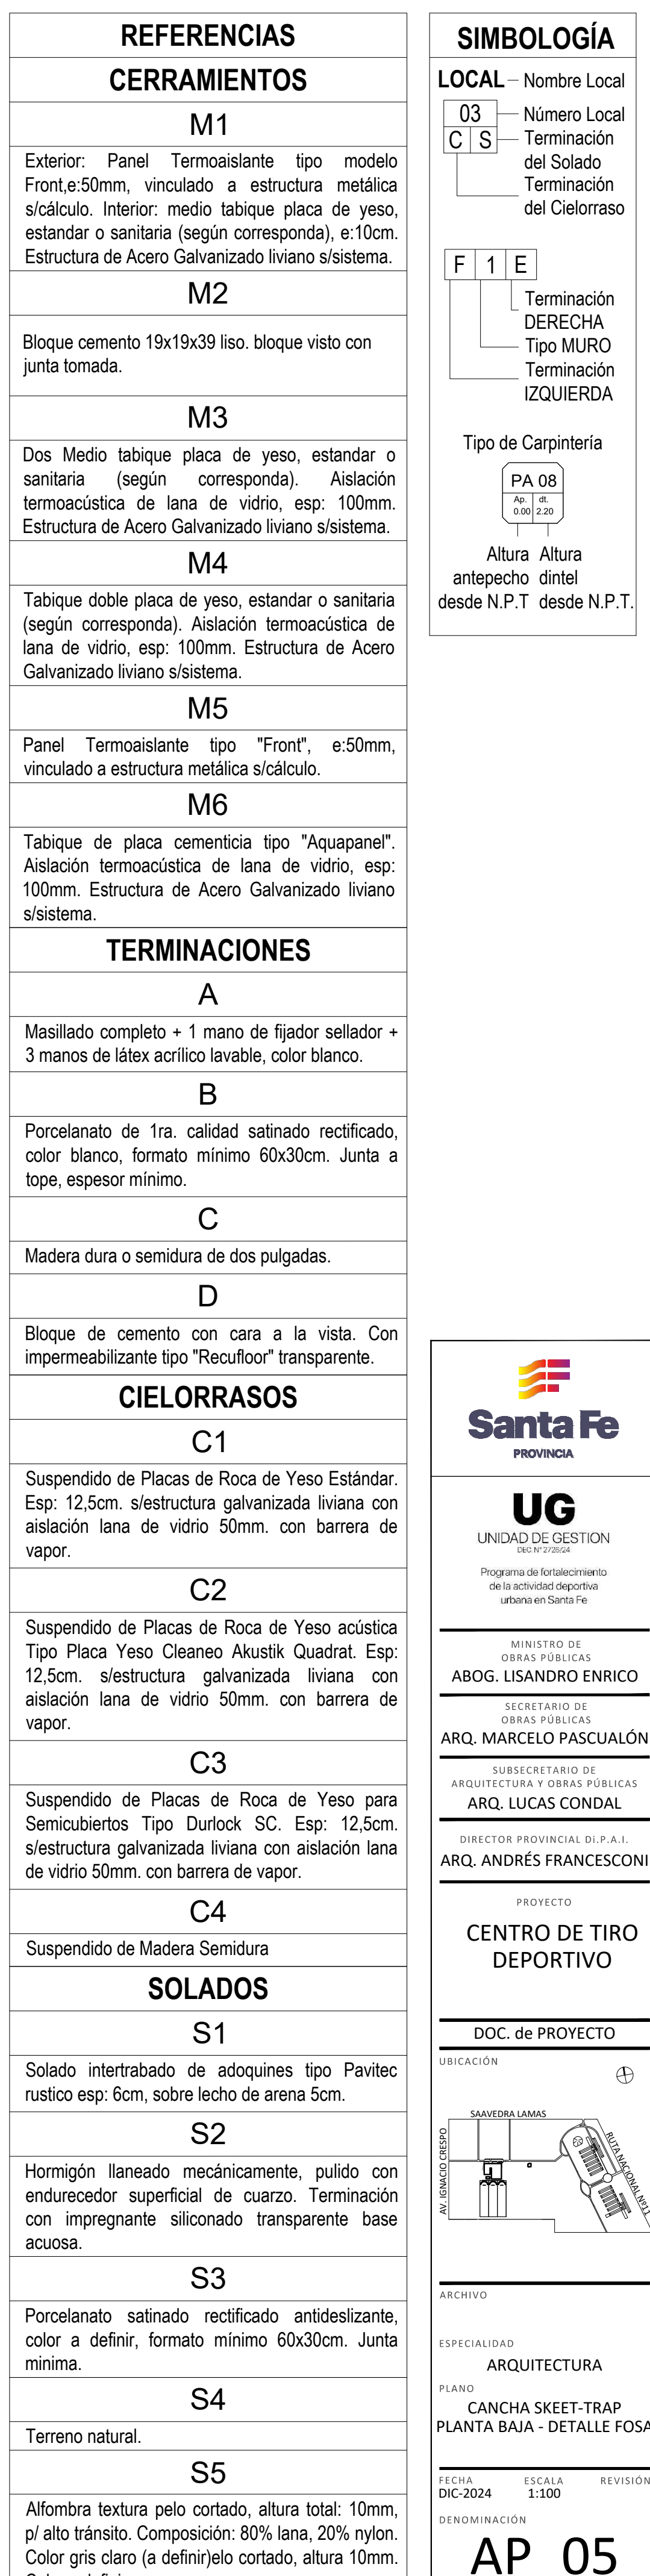 REFERENCIAS
CERRAMIENTOS
M1
Exterior: Panel Termoaislante tipo modelo
Front,e:50mm, vinculado a estructura metálica
s/cálculo. Interior: medio tabique placa de yeso,
estandar o sanitaria (según corresponda), e:10cm.
Estructura de Acero Galvanizado liviano s/sistema.
M2
Bloque cemento 19x19x39 liso. bloque visto con
junta tomada.
M3
Dos Medio tabique placa de yeso, estandar o
sanitaria (según corresponda). Aislación
termoacústica de lana de vidrio, esp: 100mm.
Estructura de Acero Galvanizado liviano s/sistema.
M4
Tabique doble placa de yeso, estandar o sanitaria
(según corresponda). Aislación termoacústica de
lana de vidrio, esp: 100mm. Estructura de Acero
Galvanizado liviano s/sistema.
M5
Panel Termoaislante tipo "Front", e:50mm,
vinculado a estructura metálica s/cálculo.
M6
Tabique de placa cementicia tipo "Aquapanel".
Aislación termoacústica de lana de vidrio, esp:
100mm. Estructura de Acero Galvanizado liviano
s/sistema.
TERMINACIONES
A
Masillado completo + 1 mano de fijador sellador +
3 manos de látex acrílico lavable, color blanco.
B
Porcelanato de 1ra. calidad satinado rectificado,
color blanco, formato mínimo 60x30cm. Junta a
tope, espesor mínimo.
C
Madera dura o semidura de dos pulgadas.
D
Bloque de cemento con cara a la vista. Con
impermeabilizante tipo "Recufloor" transparente.
CIELORRASOS
C1
Suspendido de Placas de Roca de Yeso Estándar.
Esp: 12,5cm. s/estructura galvanizada liviana con
aislación lana de vidrio 50mm. con barrera de
vapor.
C2
Suspendido de Placas de Roca de Yeso acústica
Tipo Placa Yeso Cleaneo Akustik Quadrat. Esp:
12,5cm. s/estructura galvanizada liviana con
aislación lana de vidrio 50mm. con barrera de
vapor.
C3
Suspendido de Placas de Roca de Yeso para
Semicubiertos Tipo Durlock SC. Esp: 12,5cm.
s/estructura galvanizada liviana con aislación lana
de vidrio 50mm. con barrera de vapor.
C4
Suspendido de Madera Semidura
SOLADOS
S1
Solado intertrabado de adoquines tipo Pavitec
rustico esp: 6cm, sobre lecho de arena 5cm.
S2
Hormigón llaneado mecánicamente, pulido con
endurecedor superficial de cuarzo. Terminación
con impregnante siliconado transparente base
acuosa.
S3
Porcelanato satinado rectificado antideslizante,
color a definir, formato mínimo 60x30cm. Junta
minima.
S4
Terreno natural.
S5
Alfombra textura pelo cortado, altura total: 10mm,
p/ alto tránsito. Composición: 80% lana, 20% nylon.
Color gris claro (a definir)elo cortado, altura 10mm.
SIMBOLOGÍA
LOCAL Nombre Local
03 Número Local
C S Terminación
del Solado
Terminación
del Cielorraso
F 1 E
Terminación
DERECHA
Tipo MURO
Terminación
IZQUIERDA
Tipo de Carpintería
PA 08
Ap. dt.
0.00 2.20
Altura Altura
antepecho dintel
desde N.P.T desde N.P.T.
Santa Fe
PROVINCIA
UG
UNIDAD DE GESTION
DEC Nº 2726/24
Programa de fortalecimiento
de la actividad deportiva
urbana en Santa Fe
MINISTRO DE
OBRAS PÚBLICAS
ABOG. LISANDRO ENRICO
SECRETARIO DE
OBRAS PÚBLICAS
ARQ. MARCELO PASCUALÓN
SUBSECRETARIO DE
ARQUITECTURA Y OBRAS PÚBLICAS
ARQ. LUCAS CONDAL
DIRECTOR PROVINCIAL Di.P.A.I.
ARQ. ANDRÉS FRANCESCONI
PROYECTO
CENTRO DE TIRO
DEPORTIVO
DOC. de PROYECTO
UBICACIÓN
SAAVEDRA LAMAS
AV. IGNACIO CRESPO
RUTA NACIONAL Nº11
ARCHIVO
ESPECIALIDAD
ARQUITECTURA
PLANO
CANCHA SKEET-TRAP
PLANTA BAJA - DETALLE FOSA
FECHA ESCALA REVISIÓN
DIC-2024 1:100
DENOMINACIÓN
AP 05